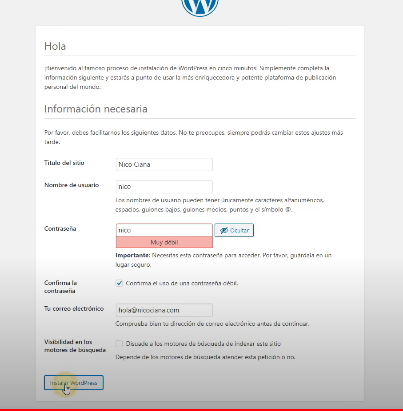 Hola
¡Bienvenido al famoso proceso de instalación de WordPress en cinco minutos! Simplemente completa la
información siguiente y estarás a punto de usar la más enriquecedora y potente plataforma de publicación
personal del mundo.
Información necesaria
Por favor, debes facilitarnos los siguientes datos. No te preocupes, siempre podrás cambiar estos ajustes más
tarde.
Título del sitio
Nico Ciana
Nombre de usuario
nico
Los nombres de usuario pueden tener únicamente caracteres alfanuméricos,
espacios, guiones bajos, guiones medios, puntos y el símbolo @.
Contraseña
nico
Ocultar
Muy débil
Importante: Necesitas esta contraseña para acceder. Por favor, guárdala en un
lugar seguro.
Confirma la
contraseña
Confirma el uso de una contraseña débil.
Tu correo electrónico
hola@nicociana.com
Comprueba bien tu dirección de correo electrónico antes de continuar.
Visibilidad en los
motores de búsqueda
Disuade a los motores de búsqueda de indexar este sitio
Depende de los motores de búsqueda atender esta petición o no.
Instalar WordPress